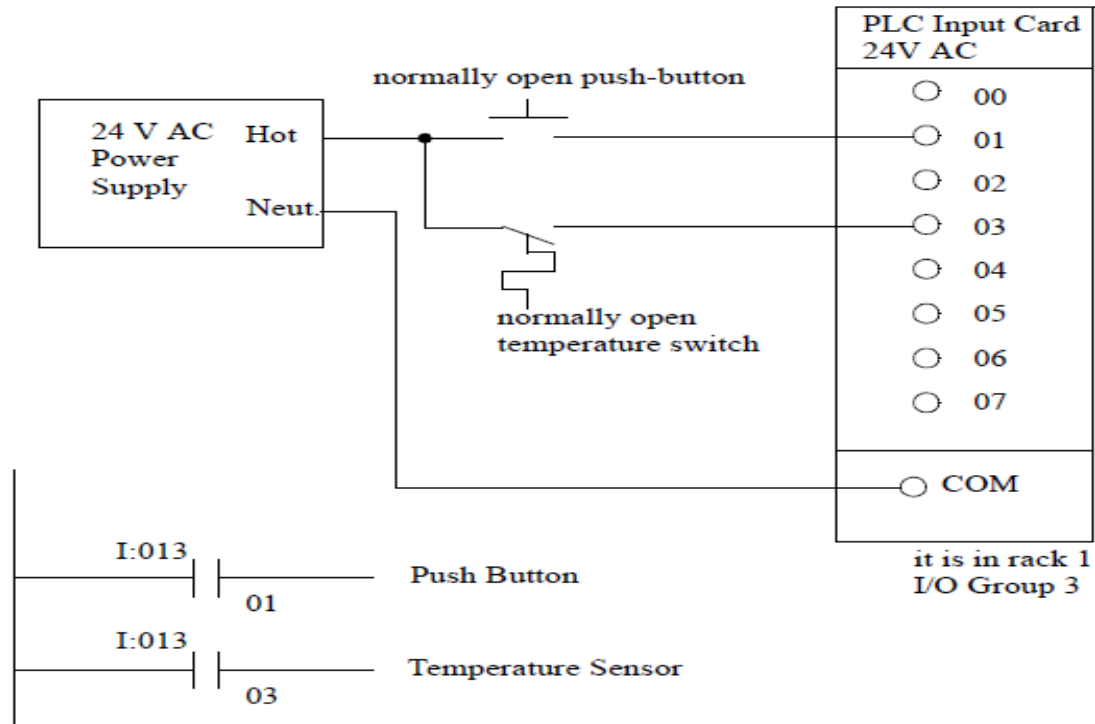 PLC Input Card
24V AC
normally open push-button
24 V AC
Power
Supply
Hot
Neut.
00
01
02
03
04
05
06
07
normally open
temperature switch
COM
it is in rack 1
I/O Group 3
I:013
01
Push Button
I:013
03
Temperature Sensor